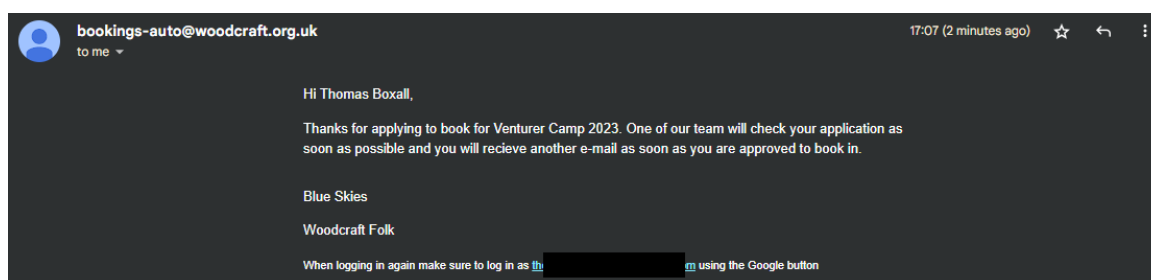 bookings-auto@woodcraft.org.uk
17:07 (2 minutes ago)
to me
Hi Thomas Boxall,
Thanks for applying to book for Venturer Camp 2023. One of our team will check your application as
soon as possible and you will recieve another e-mail as soon as you are approved to book in.
Blue Skies
Woodcraft Folk
When logging in again make sure to log in as using the Google button